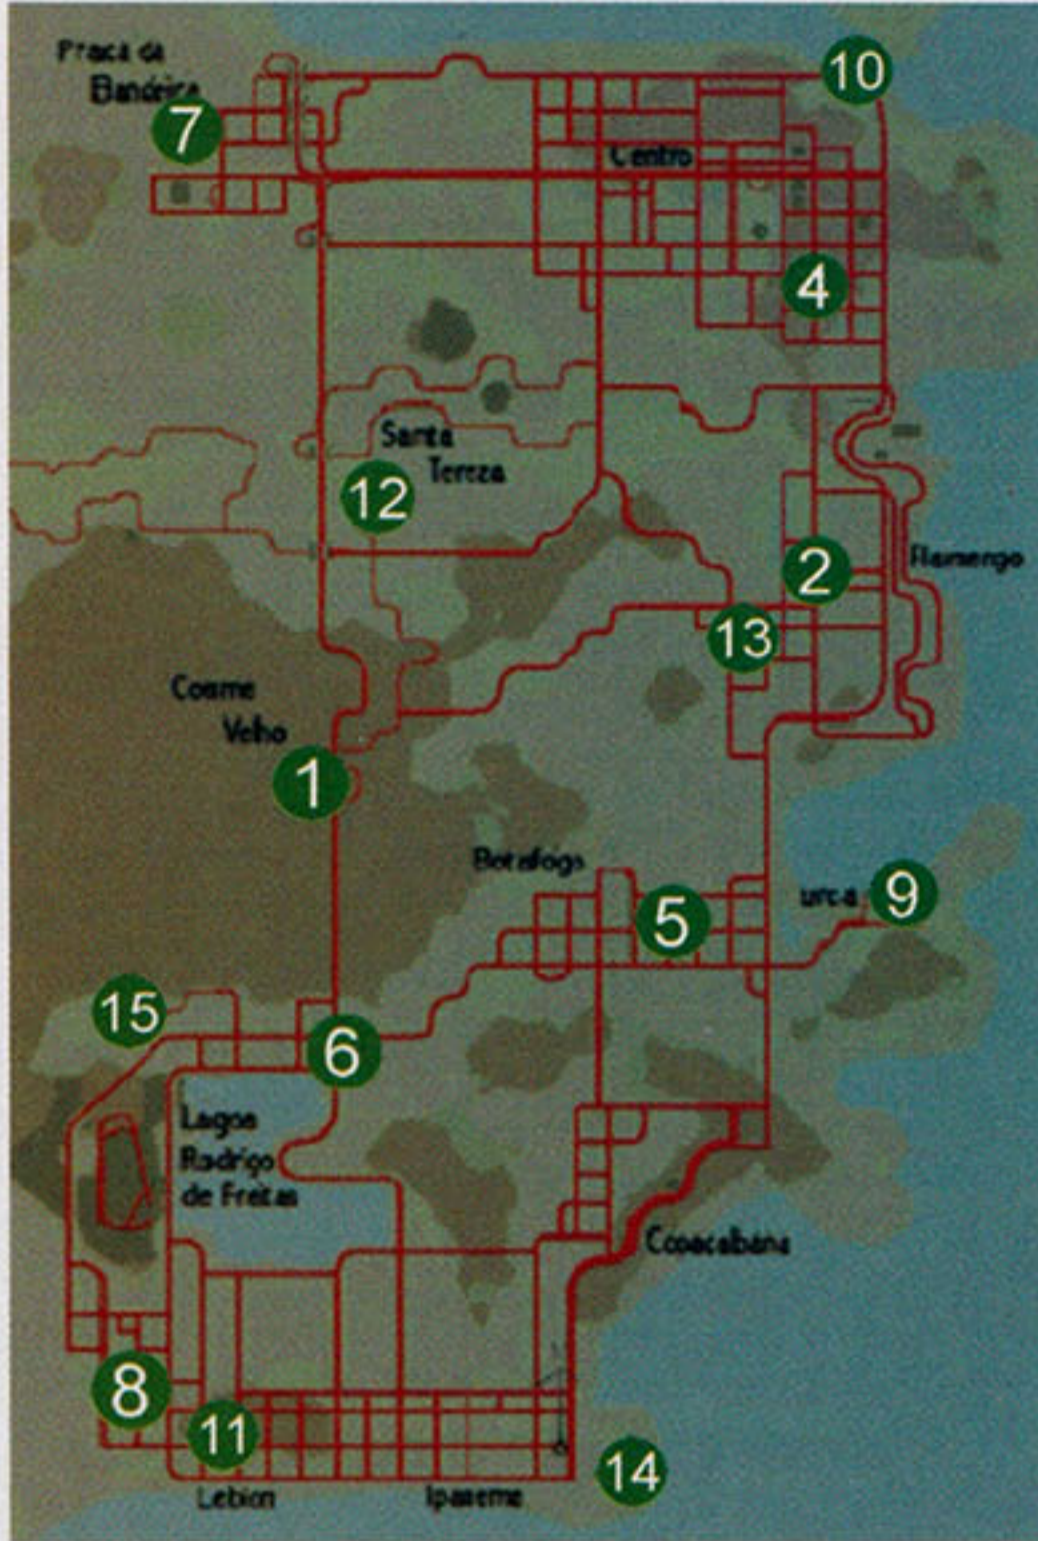 Praca da
Bandeira
10
7
Centro
4
Santa
Tereza
12
2
Flamengo
13
Cosme
Velho
1
Botafogo
5
urca
9
15
6
Lagoa
Rodrigo
de Freitas
Copacabana
8
11
14
Leblon
Ipaneme